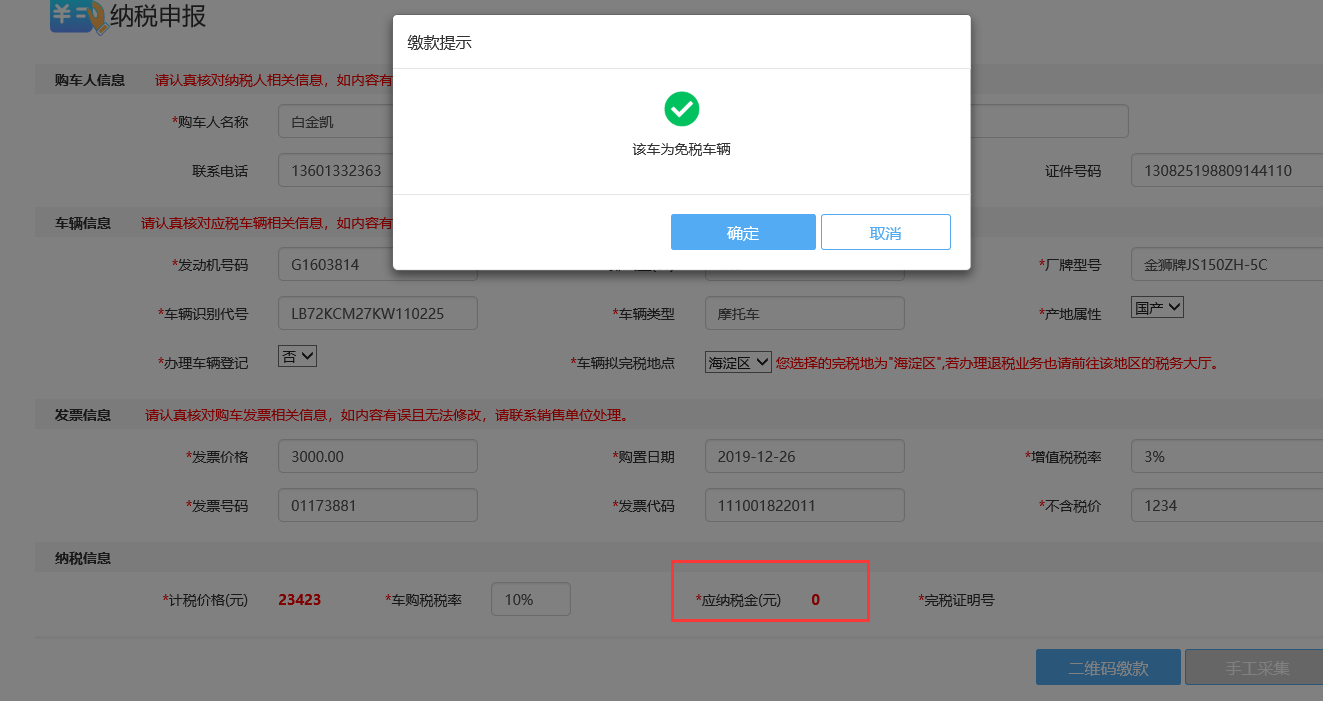 纳税申报
缴款提示
该车为免税车辆
确定 取消
购车人信息 请认真核对纳税人相关信息，如内容有
*购车人名称 白金凯
联系电话 13601332363 证件号码 130825198809144110
车辆信息 请认真核对应税车辆相关信息，如内容有
*发动机号码 G1603814 *厂牌型号 金狮牌JS150ZH-5C
*车辆识别代号 LB72KCM27KW110225 *车辆类型 摩托车 *产地属性 国产
*办理车辆登记 否 *车辆拟完税地点 海淀区 您选择的完税地为"海淀区",若办理退税业务也请前往该地区的税务大厅。
发票信息 请认真核对购车发票相关信息，如内容有误且无法修改，请联系销售单位处理。
*发票价格 3000.00 *购置日期 2019-12-26 *增值税税率 3%
*发票号码 01173881 *发票代码 111001822011 *不含税价 1234
纳税信息
*计税价格(元) 23423 *车购税税率 10% *应纳税金(元) 0 *完税证明号
二维码缴款 手工采集